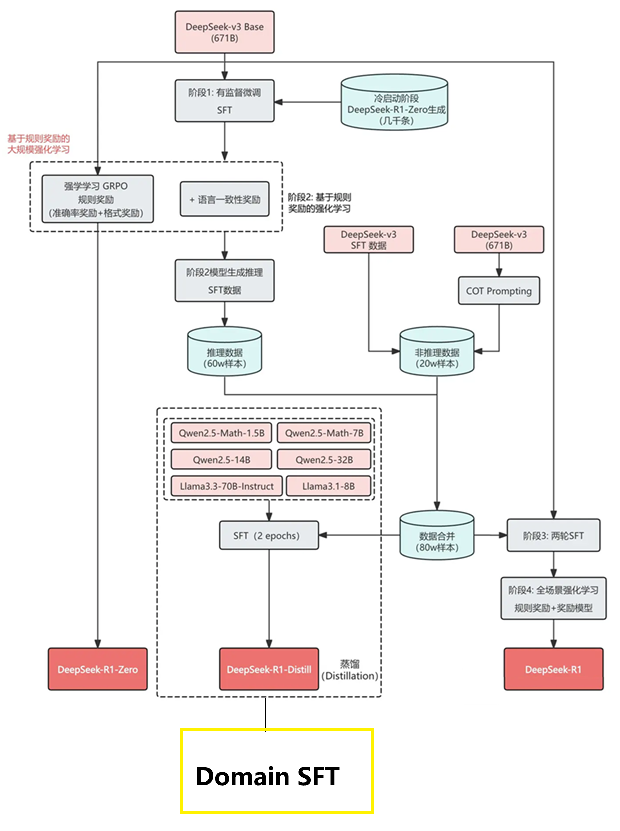 DeepSeek-v3 Base
(671B)
阶段1: 有监督微调
SFT
冷启动阶段
DeepSeek-R1-Zero生成
（几千条）
基于规则奖励的
大规模强化学习
强学学习 GRPO
规则奖励
(准确率奖励+格式奖励)
+ 语言一致性奖励
阶段2: 基于规则
奖励的强化学习
DeepSeek-v3
SFT 数据
DeepSeek-v3
(671B)
阶段2模型生成推理
SFT数据
COT Prompting
推理数据
（60w样本）
非推理数据
（20w样本）
Qwen2.5-Math-1.5B
Qwen2.5-Math-7B
Qwen2.5-14B
Qwen2.5-32B
Llama3.3-70B-Instruct
Llama3.1-8B
SFT（2 epochs）
数据合并
（80w样本）
阶段3: 两轮SFT
阶段4: 全场景强化学习
规则奖励+奖励模型
DeepSeek-R1-Zero
DeepSeek-R1-Distill
蒸馏
（Distillation）
DeepSeek-R1
Domain SFT